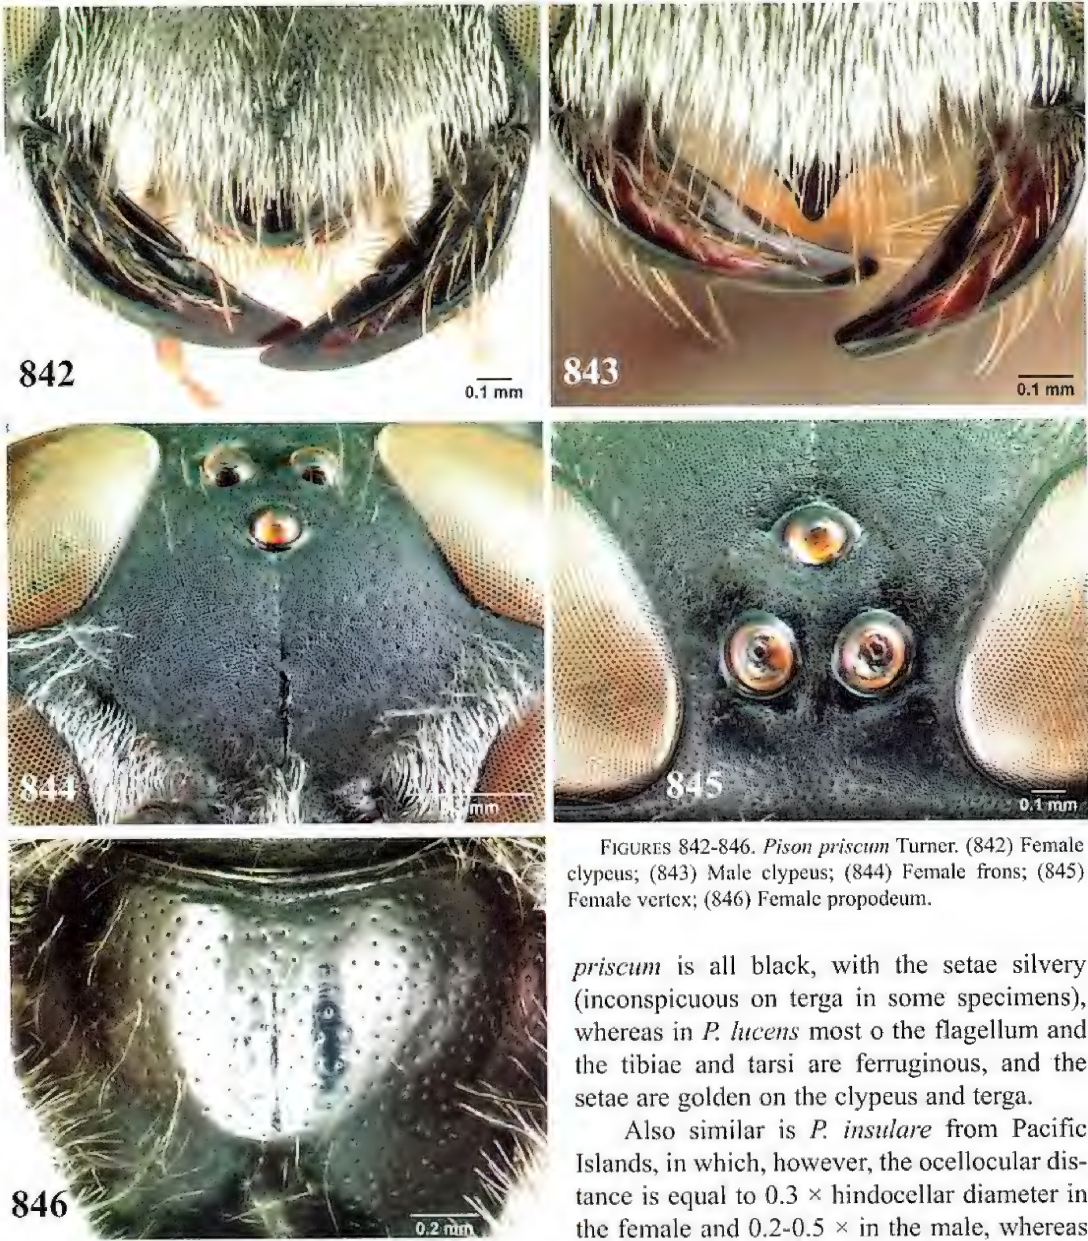 842
0.1 mm
843
0.1 mm
844
mm
845
0.1 mm
846
0.2 mm
FIGURES 842-846. Pison priscum Turner. (842) Female
clypeus; (843) Male clypeus; (844) Female frons; (845)
Female vertex; (846) Female propodeum.
priscum is all black, with the setae silvery
(inconspicuous on terga in some specimens),
whereas in P. lucens most o the flagellum and
the tibiae and tarsi are ferruginous, and the
setae are golden on the clypeus and terga.
Also similar is P. insulare from Pacific
Islands, in which, however, the ocellocular dis-
tance is equal to 0.3 × hindocellar diameter in
the female and 0.2-0.5 × in the male, whereas